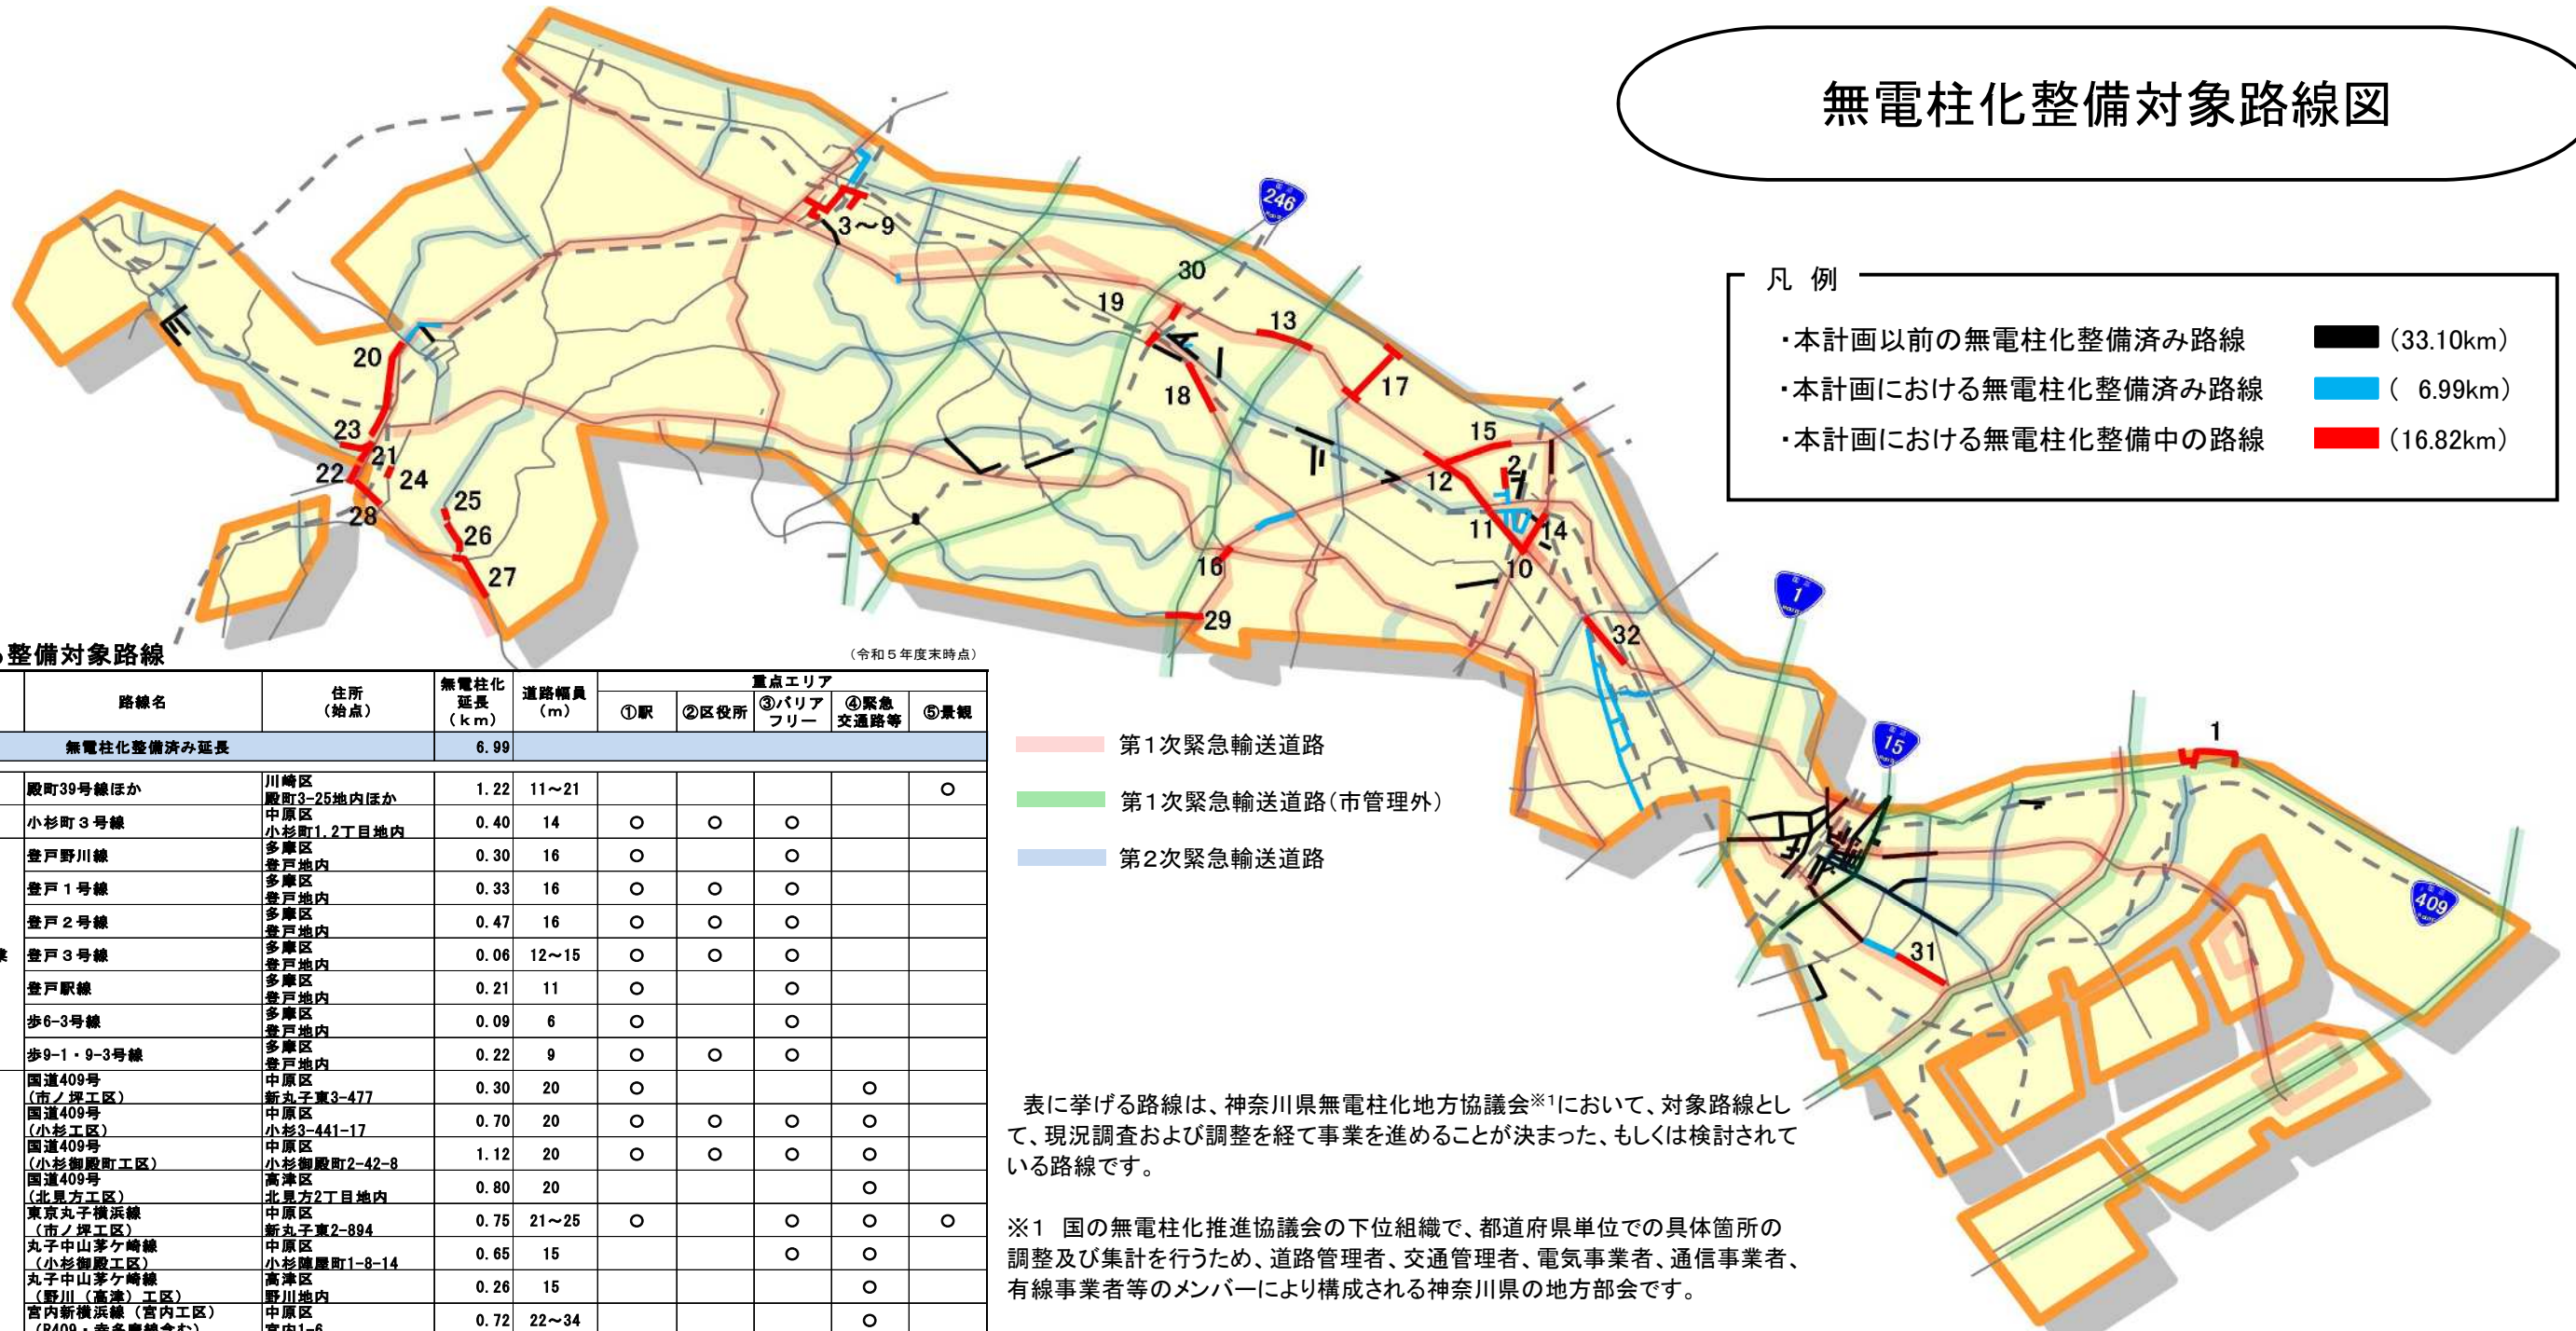 無電柱化整備対象路線図
凡 例
・本計画以前の無電柱化整備済み路線 (33.10km)
・本計画における無電柱化整備済み路線 ( 6.99km)
・本計画における無電柱化整備中の路線 (16.82km)
246
3～9
30
19
13
17
18
15
2
12
11
14
10
16
29
32
20
23
21
22
24
28
25
26
27
1
15
1
409
31
整備対象路線
（令和５年度末時点）
路線名 住所（始点） 無電柱化延長（ｋｍ） 道路幅員（ｍ） 重点エリア
①駅 ②区役所 ③バリアフリー ④緊急交通路等 ⑤景観
無電柱化整備済み延長 6.99
殿町39号線ほか 川崎区 殿町3-25地内ほか 1.22 11～21 ○
小杉町３号線 中原区 小杉町1.2丁目地内 0.40 14 ○ ○ ○
登戸野川線 多摩区 登戸地内 0.30 16 ○ ○
登戸１号線 多摩区 登戸地内 0.33 16 ○ ○ ○
登戸２号線 多摩区 登戸地内 0.47 16 ○ ○ ○
登戸３号線 多摩区 登戸地内 0.06 12～15 ○ ○ ○
登戸駅線 多摩区 登戸地内 0.21 11 ○ ○
歩6-3号線 多摩区 登戸地内 0.09 6 ○ ○
歩9-1・9-3号線 多摩区 登戸地内 0.22 9 ○ ○ ○
国道409号（市ノ坪工区） 中原区 新丸子東3-477 0.30 20 ○ ○
国道409号（小杉工区） 中原区 小杉3-441-17 0.70 20 ○ ○ ○ ○
国道409号（小杉御殿町工区） 中原区 小杉御殿町2-42-8 1.12 20 ○ ○ ○ ○
国道409号（北見方工区） 高津区 北見方2丁目地内 0.80 20 ○
東京丸子横浜線（市ノ坪工区） 中原区 新丸子東2-894 0.75 21～25 ○ ○ ○ ○
丸子中山茅ケ崎線（小杉御殿工区） 中原区 小杉陣屋町1-8-14 0.65 15 ○ ○
丸子中山茅ケ崎線（野川（高津）工区） 高津区 野川地内 0.26 15 ○
宮内新横浜線（宮内工区） 中原区 宮内1-6 0.72 22～34 ○
第1次緊急輸送道路
第1次緊急輸送道路（市管理外）
第2次緊急輸送道路
表に挙げる路線は、神奈川県無電柱化地方協議会※1において、対象路線とし
て、現況調査および調整を経て事業を進めることが決まった、もしくは検討されて
いる路線です。
※1 国の無電柱化推進協議会の下位組織で、都道府県単位での具体箇所の
調整及び集計を行うため、道路管理者、交通管理者、電気事業者、通信事業者、
有線事業者等のメンバーにより構成される神奈川県の地方部会です。